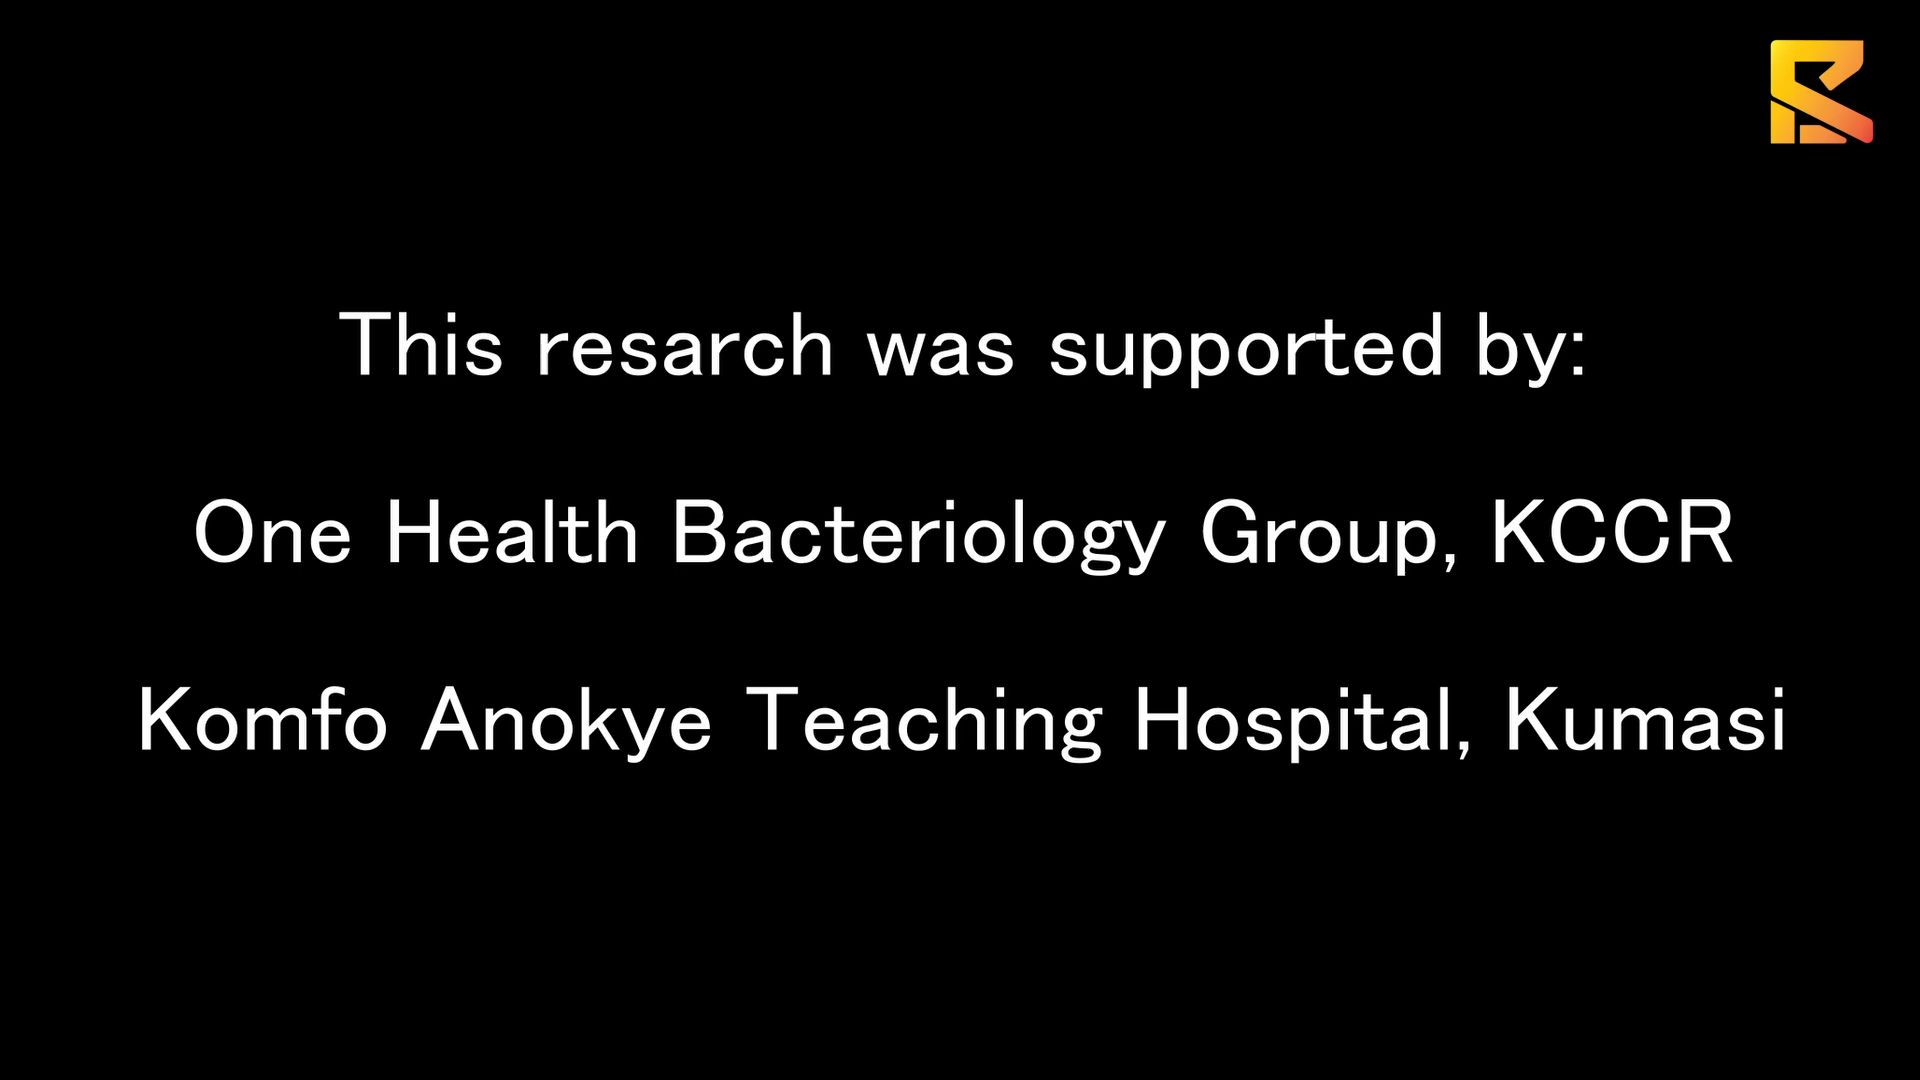 This resarch was supported by:
One Health Bacteriology Group, KCCR
Komfo Anokye Teaching Hospital, Kumasi